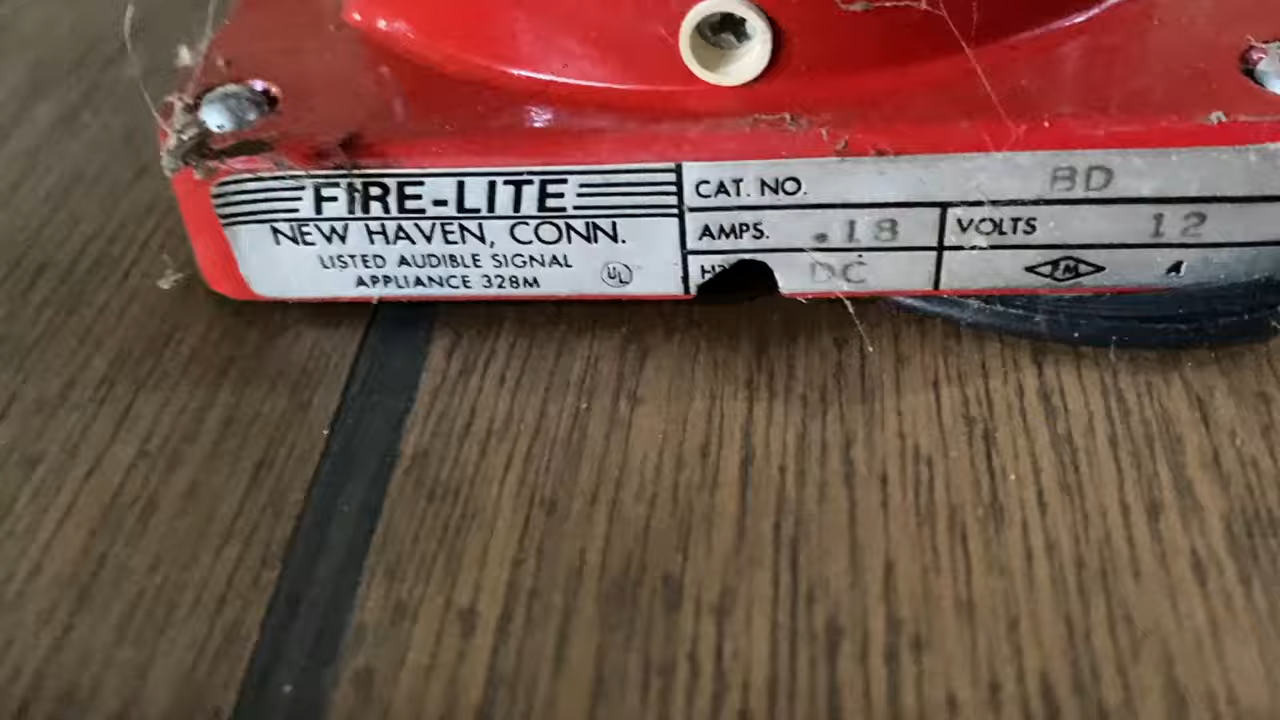 FIRE-LITE
NEW HAVEN, CONN.
LISTED AUDIBLE SIGNAL
APPLIANCE 328M
UL
CAT. NO. BD
AMPS. .18
VOLTS 12
DC
FM